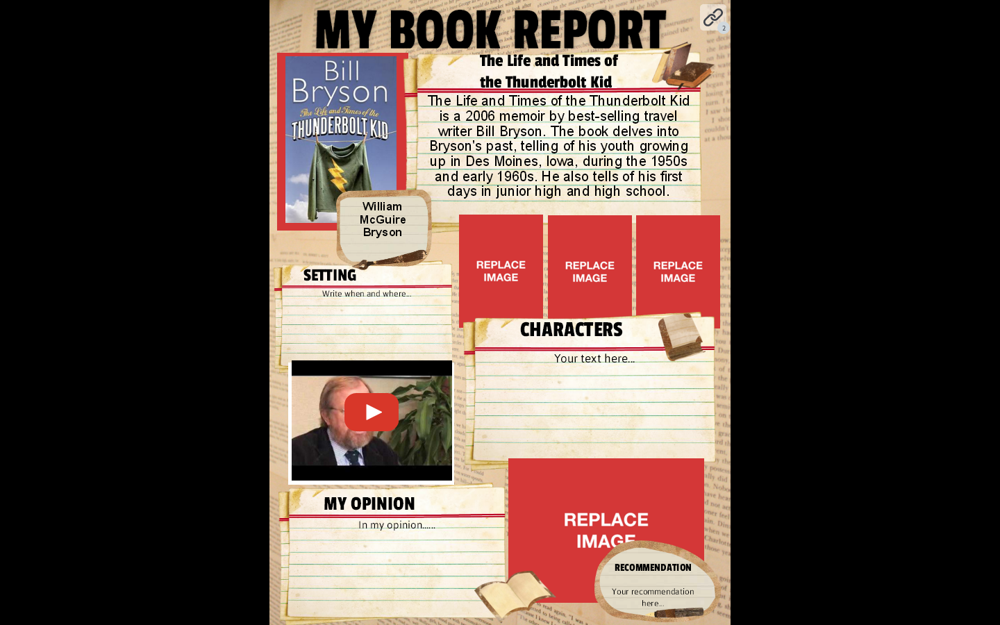 MY BOOK REPORT
2
Bill
Bryson
The Life and Times of the
THUNDERBOLT KID
The Life and Times of
the Thunderbolt Kid
The Life and Times of the Thunderbolt Kid
is a 2006 memoir by best-selling travel
writer Bill Bryson. The book delves into
Bryson's past, telling of his youth growing
up in Des Moines, Iowa, during the 1950s
and early 1960s. He also tells of his first
days in junior high and high school.
William
McGuire
Bryson
REPLACE
IMAGE
REPLACE
IMAGE
REPLACE
IMAGE
SETTING
Write when and where...
CHARACTERS
Your text here...
MY OPINION
In my opinion......
REPLACE
IMAGE
RECOMMENDATION
Your recommendation
here...